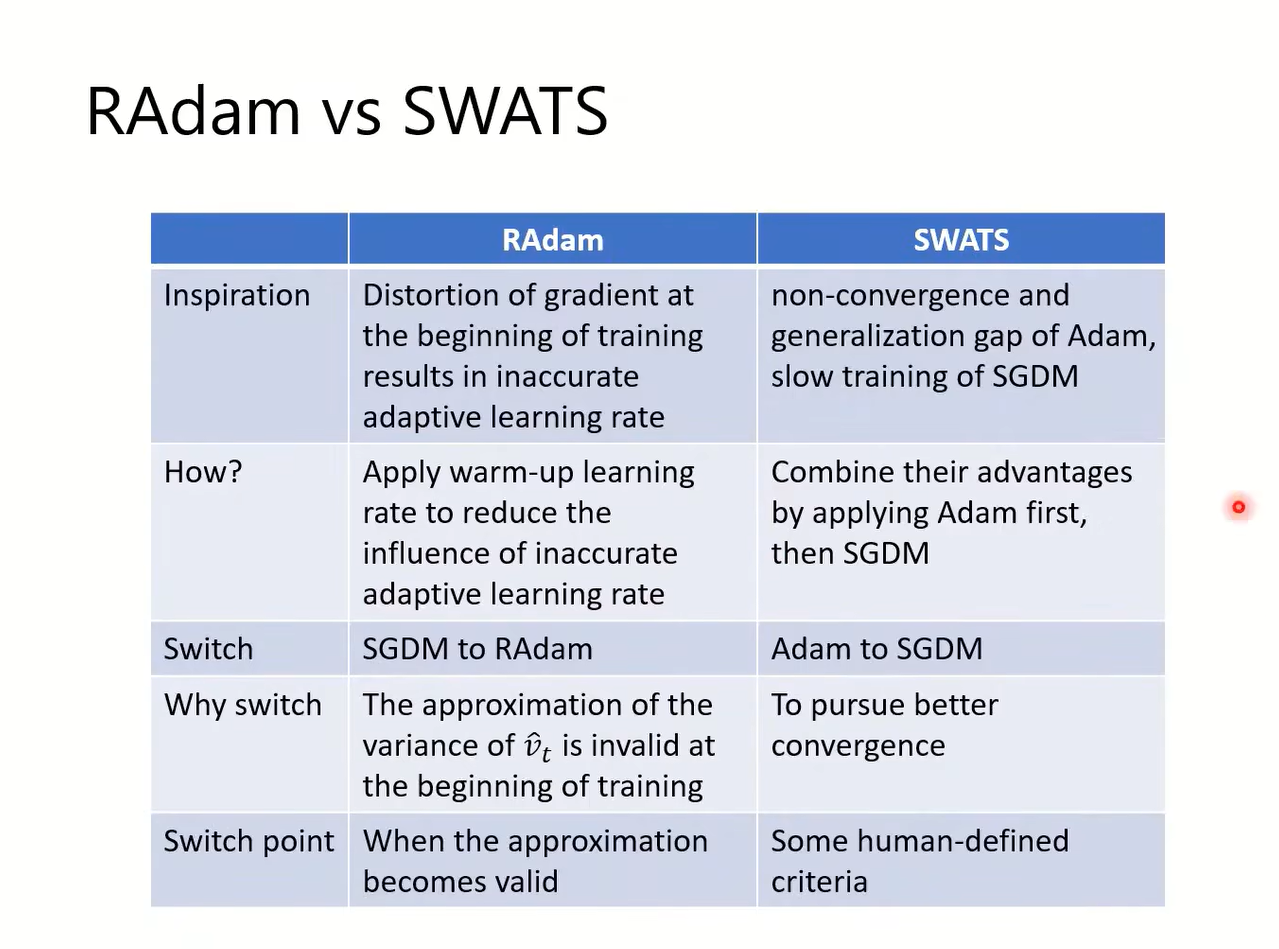 RAdam vs SWATS
RAdam
SWATS
Inspiration
Distortion of gradient at
the beginning of training
results in inaccurate
adaptive learning rate
non-convergence and
generalization gap of Adam,
slow training of SGDM
How?
Apply warm-up learning
rate to reduce the
influence of inaccurate
adaptive learning rate
Combine their advantages
by applying Adam first,
then SGDM
Switch
SGDM to RAdam
Adam to SGDM
Why switch
The approximation of the
variance of v̂ₜ is invalid at
the beginning of training
To pursue better
convergence
Switch point
When the approximation
becomes valid
Some human-defined
criteria